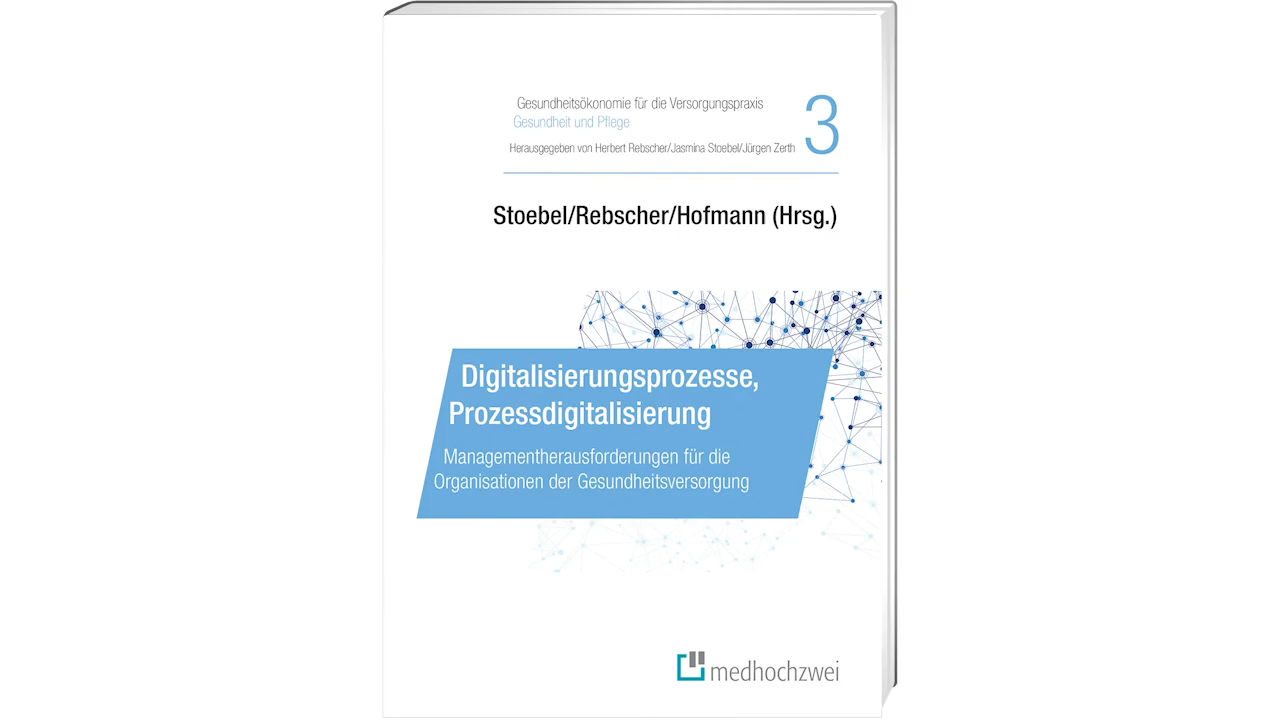 Gesundheitsökonomie für die Versorgungspraxis
Gesundheit und Pflege
3
Herausgegeben von Herbert Rebscher/Jasmina Stoebel/Jürgen Zerth
Stoebel/Rebscher/Hofmann (Hrsg.)
Digitalisierungsprozesse,
Prozessdigitalisierung
Managementherausforderungen für die
Organisationen der Gesundheitsversorgung
medhochzwei